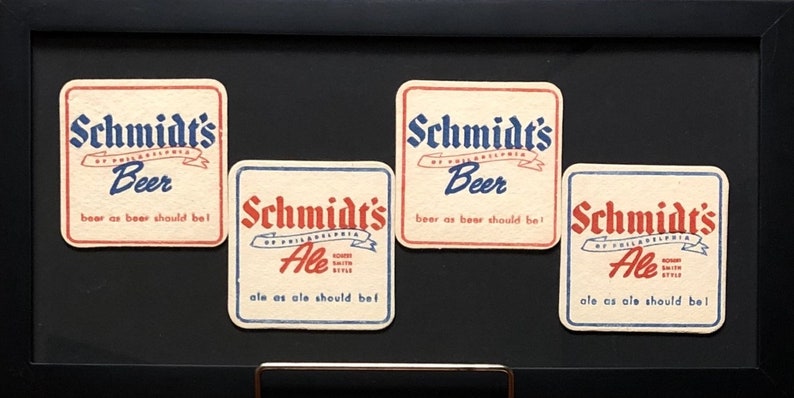 Schmidt's
OF PHILADELPHIA
Beer
beer as beer should be!
Schmidt's
OF PHILADELPHIA
Ale
ROBERT
SMITH
STYLE
ale as ale should be!
Schmidt's
OF PHILADELPHIA
Beer
beer as beer should be!
Schmidt's
OF PHILADELPHIA
Ale
ROBERT
SMITH
STYLE
ale as ale should be!